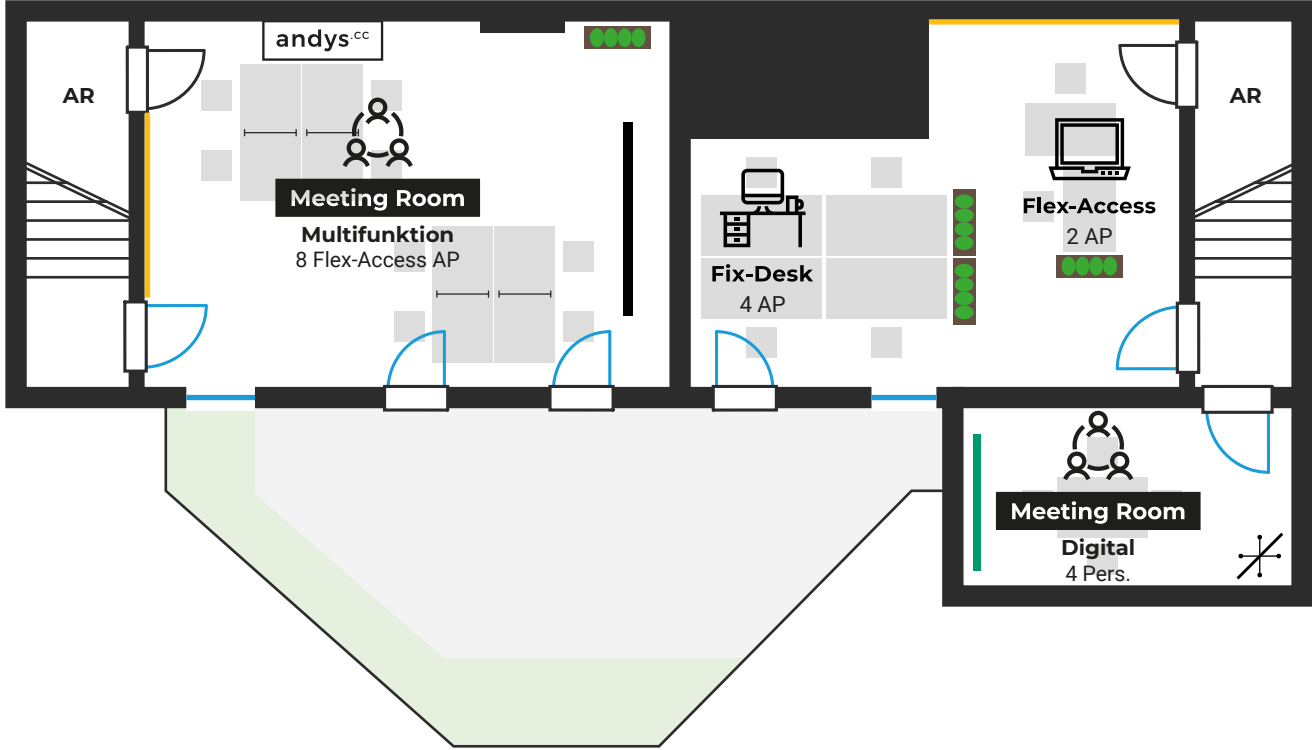 andys.cc
AR
Meeting Room
Multifunktion
8 Flex-Access AP
Fix-Desk
4 AP
Flex-Access
2 AP
AR
Meeting Room
Digital
4 Pers.